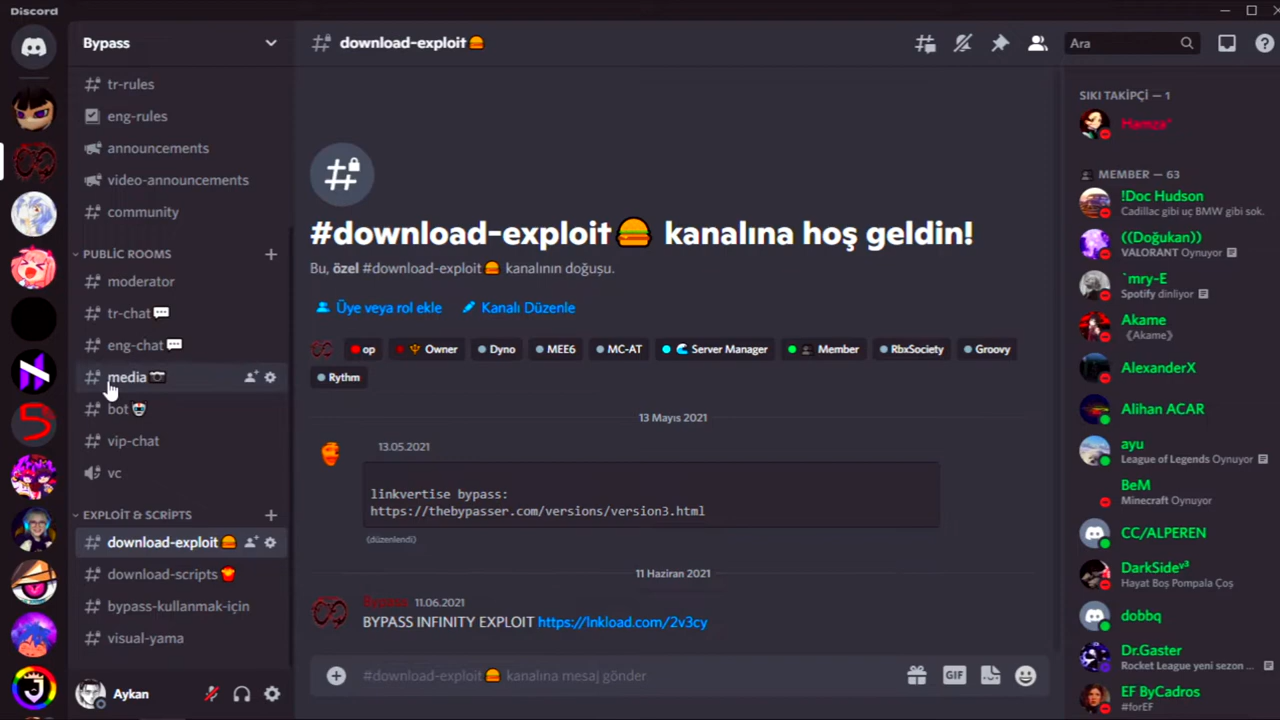 Discord
Bypass
tr-rules
eng-rules
announcements
video-announcements
community
PUBLIC ROOMS
moderator
tr-chat
eng-chat
media
bot
vip-chat
vc
EXPLOİT & SCRİPTS
download-exploit
download-scripts
bypass-kullanmak-için
visual-yama
Aykan
download-exploit
Ara
#download-exploit kanalına hoş geldin!
Bu, özel #download-exploit kanalının doğuşu.
Üye veya rol ekle Kanalı Düzenle
op Owner Dyno MEE6 MC-AT Server Manager Member RbxSociety Groovy
Rythm
13 Mayıs 2021
13.05.2021
linkvertise bypass:
https://thebypasser.com/versions/version3.html
(düzenlendi)
11 Haziran 2021
Bypass 11.06.2021
BYPASS INFINITY EXPLOIT https://lnkload.com/2v3cy
#download-exploit kanalına mesaj gönder
GIF
SIKI TAKİPÇİ — 1
Hamza*
MEMBER — 63
!Doc Hudson
Cadillac gibi uç BMW gibi sok.
((Doğukan))
VALORANT Oynuyor
`mry-E
Spotify dinliyor
Akame
《Akame》
AlexanderX
Alihan ACAR
ayu
League of Legends Oynuyor
BeM
Minecraft Oynuyor
CC/ALPEREN
DarkSideᵛ³
Hayat Boş Pompala Çoş
dobbq
Dr.Gaster
Rocket League yeni sezon ...
EF ByCadros
#forEF